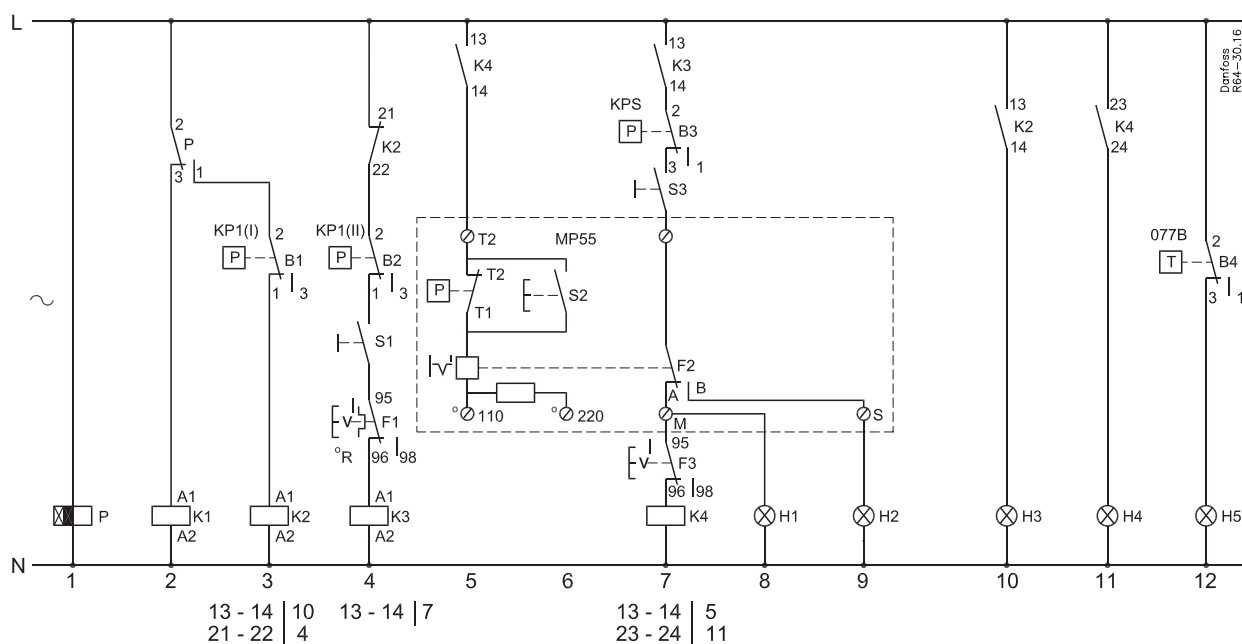 L
Danfoss
R64-30.16
13
K4
14
13
K3
14
2
KPS
P
B3
3
1
S3
21
K2
22
2
P
3
1
13
K2
14
23
K4
24
KP1(I)
2
P
B1
1
3
KP1(II)
2
P
B2
1
3
T2
MP55
T2
P
T1
S2
077B
2
T
B4
3
1
S1
F2
A
B
110
220
M
S
95
F1
V
°R
96
98
95
V
F3
96
98
P
A1
K1
A2
A1
K2
A2
A1
K3
A2
K4
H1
H2
H3
H4
H5
N
1 2 3 4 5 6 7 8 9 10 11 12
13 - 14 10
21 - 22 4
13 - 14 7
13 - 14 5
23 - 24 11